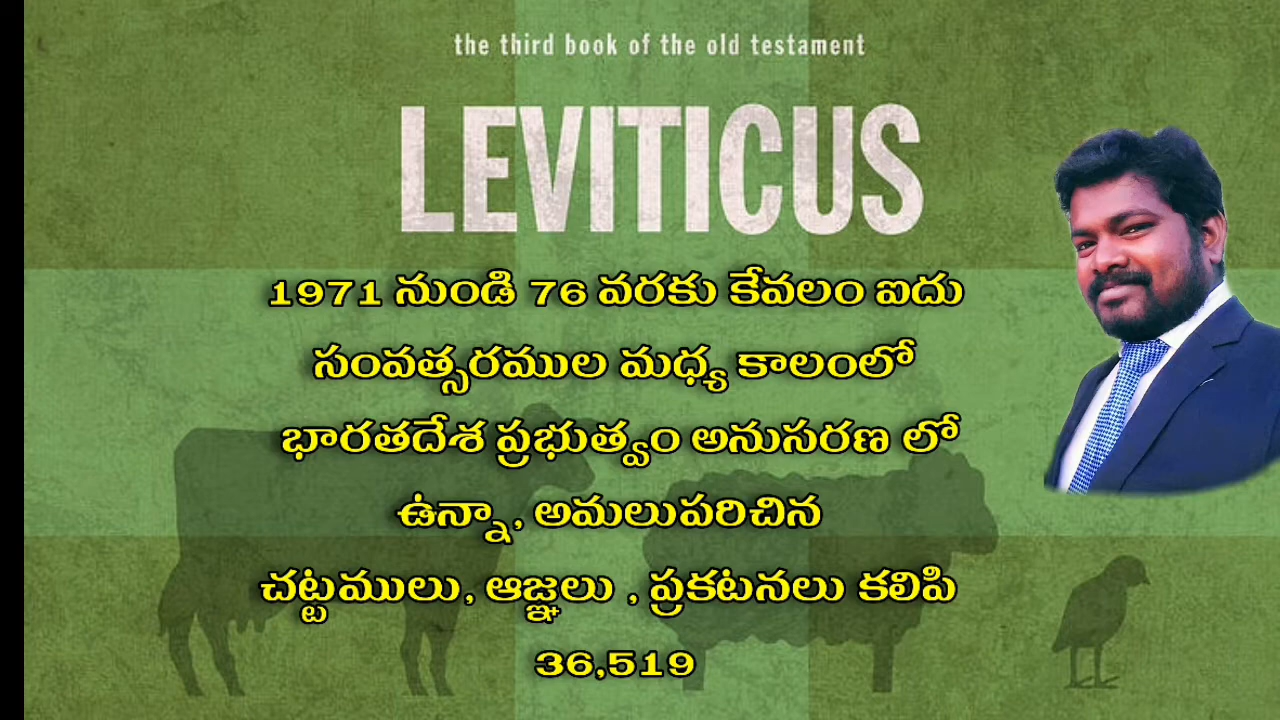 the third book of the old testament
LEVITICUS
1971 నుండి 76 వరకు కేవలం ఐదు
సంవత్సరముల మధ్య కాలంలో
భారతదేశ ప్రభుత్వం అనుసరణ లో
ఉన్నా, అమలుపరిచిన
చట్టములు, ఆజ్ఞలు , ప్రకటనలు కలిపి
36,519